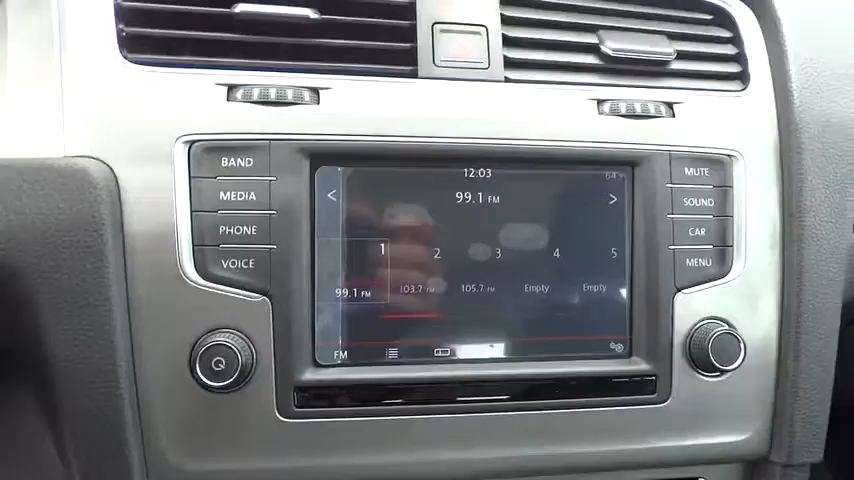 12:03
64°F
BAND
MEDIA
PHONE
VOICE
< 99.1 FM >
1 2 3 4 5
99.1 FM 103.7 FM 105.7 FM Empty Empty
FM
MUTE
SOUND
CAR
MENU